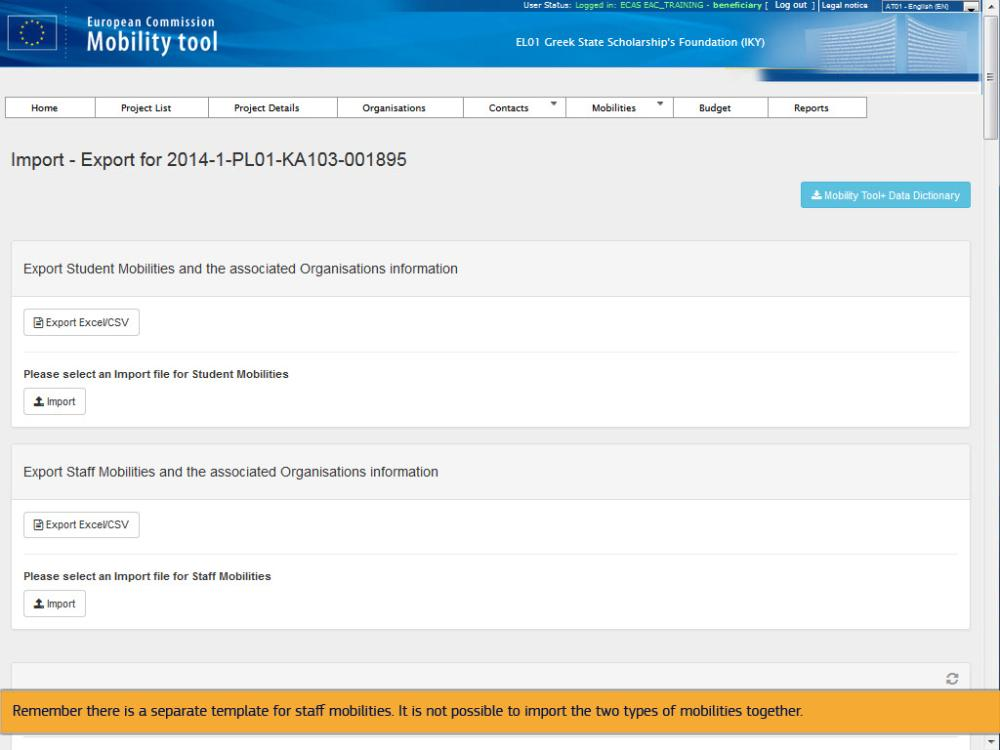 User Status: Logged in: ECAS EAC_TRAINING - beneficiary [ Log out ] Legal notice AT01 - English (EN)
European Commission
Mobility tool
EL01 Greek State Scholarship's Foundation (IKY)
Home Project List Project Details Organisations Contacts Mobilities Budget Reports
Import - Export for 2014-1-PL01-KA103-001895
Mobility Tool+ Data Dictionary
Export Student Mobilities and the associated Organisations information
Export Excel/CSV
Please select an Import file for Student Mobilities
Import
Export Staff Mobilities and the associated Organisations information
Export Excel/CSV
Please select an Import file for Staff Mobilities
Import
Remember there is a separate template for staff mobilities. It is not possible to import the two types of mobilities together.